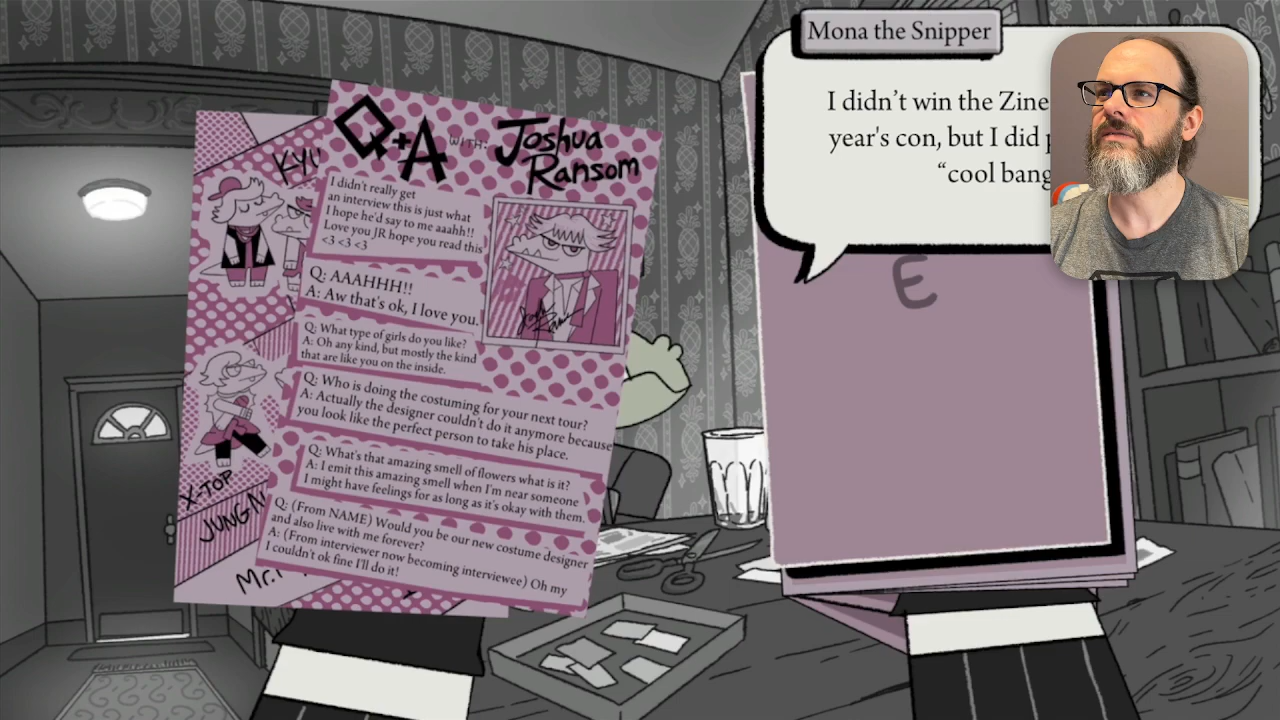 Mona the Snipper
I didn't win the Zine
year's con, but I did
"cool bang
E
Q+A WITH: Joshua
Ransom
I didn't really get
an interview this is just what
I hope he'd say to me aaahh!!
Love you JR hope you read this
<3 <3 <3
Q: AAAHHH!!
A: Aw that's ok, I love you.
Q: What type of girls do you like?
A: Oh any kind, but mostly the kind
that are like you on the inside.
Q: Who is doing the costuming for your next tour?
A: Actually the designer couldn't do it anymore because
you look like the perfect person to take his place.
Q: What's that amazing smell of flowers what is it?
A: I emit this amazing smell when I'm near someone
I might have feelings for as long as it's okay with them.
Q: (From NAME) Would you be our new costume designer
and also live with me forever?
A: (From interviewer now becoming interviewee) Oh my
I couldn't ok fine I'll do it!
Joshua
Ransom
X-TOP